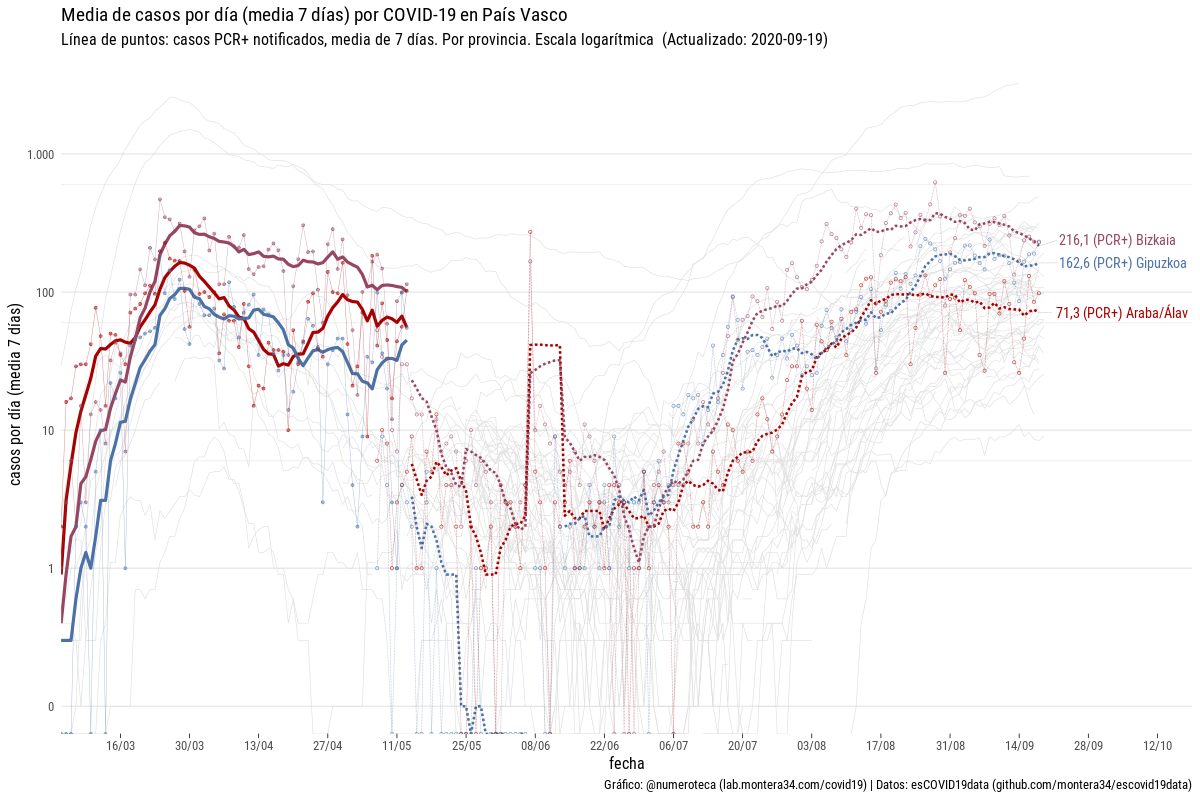 Media de casos por día (media 7 días) por COVID-19 en País Vasco
Línea de puntos: casos PCR+ notificados, media de 7 días. Por provincia. Escala logarítmica (Actualizado: 2020-09-19)
casos por día (media 7 días)
1.000
100
10
1
0
216,1 (PCR+) Bizkaia
162,6 (PCR+) Gipuzkoa
71,3 (PCR+) Araba/Álav
16/03 30/03 13/04 27/04 11/05 25/05 08/06 22/06 06/07 20/07 03/08 17/08 31/08 14/09 28/09 12/10
fecha
Gráfico: @numeroteca (lab.montera34.com/covid19) | Datos: esCOVID19data (github.com/montera34/escovid19data)